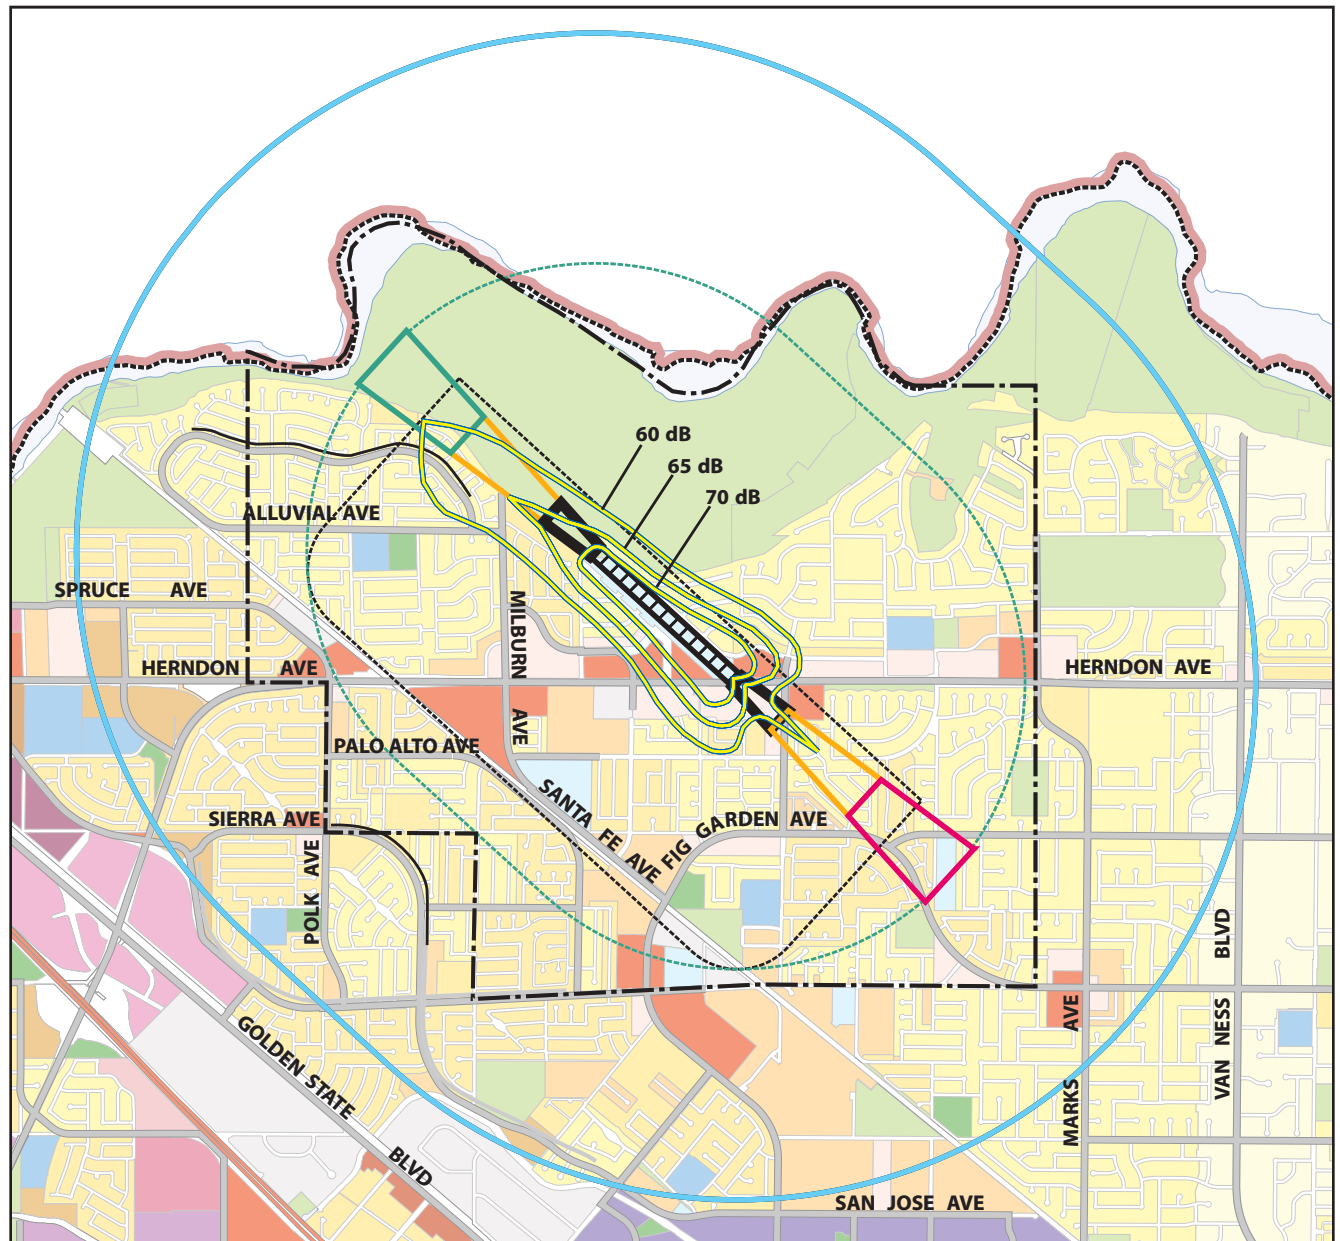 60 dB
65 dB
70 dB
ALLUVIAL AVE
SPRUCE AVE
MILBURN AVE
HERNDON AVE
HERNDON AVE
PALO ALTO AVE
SANTA FE AVE
SIERRA AVE
FIG GARDEN AVE
POLK AVE
GOLDEN STATE BLVD
MARKS AVE
VAN NESS BLVD
SAN JOSE AVE